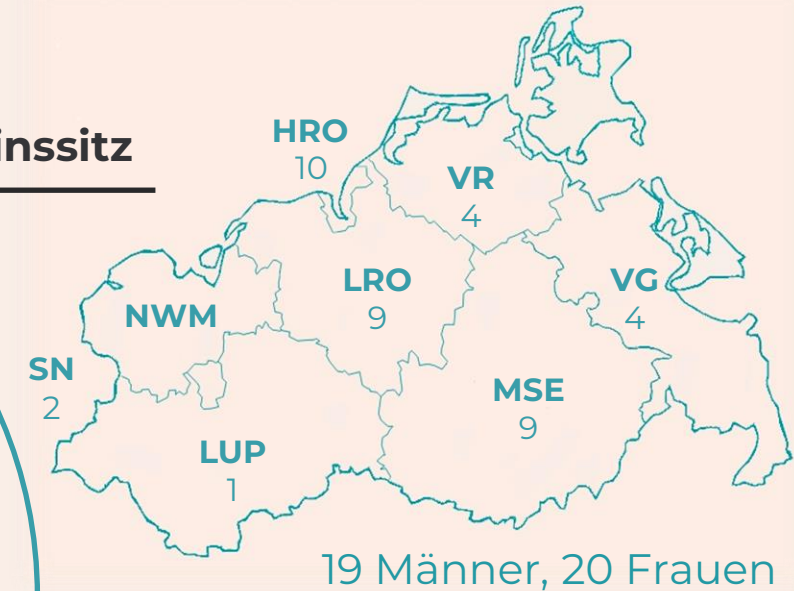 inssitz
HRO
10
VR
4
LRO
9
VG
4
NWM
SN
2
MSE
9
LUP
1
19 Männer, 20 Frauen